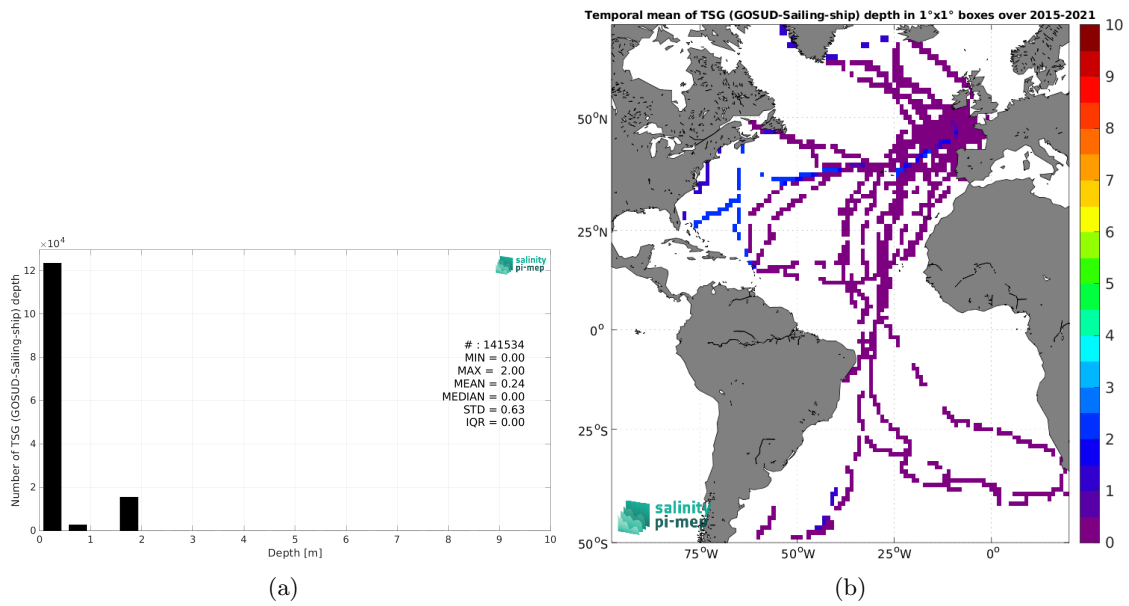 ×10⁴
12
10
8
6
4
2
0
0 1 2 3 4 5 6 7 8 9 10
Number of TSG (GOSUD-Sailing-ship) depth
Depth [m]
salinity
pi-mep
# : 141534
MIN = 0.00
MAX = 2.00
MEAN = 0.24
MEDIAN = 0.00
STD = 0.63
IQR = 0.00
(a)
Temporal mean of TSG (GOSUD-Sailing-ship) depth in 1°x1° boxes over 2015-2021
50°N
25°N
0°
25°S
50°S
75°W 50°W 25°W 0°
salinity
pi-mep
10
9
8
7
6
5
4
3
2
1
0
(b)